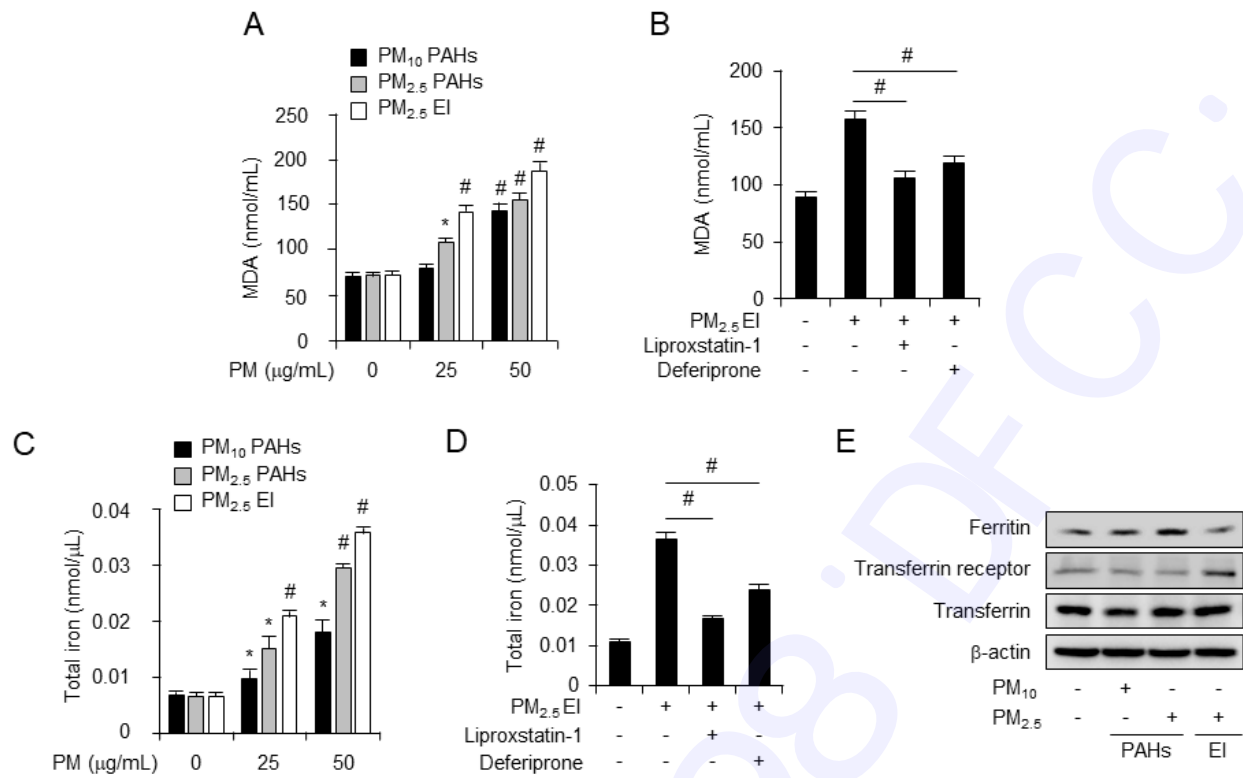 A
PM10 PAHs
PM2.5 PAHs
PM2.5 EI
MDA (nmol/mL)
250
200
150
100
50
0
# 
* # # #
#
PM (μg/mL) 0 25 50
B
#
#
MDA (nmol/mL)
200
150
100
50
0
PM2.5 EI - + + +
Liproxstatin-1 - - + -
Deferiprone - - - +
C
PM10 PAHs
PM2.5 PAHs
PM2.5 EI
Total iron (nmol/μL)
0.04
0.03
0.02
0.01
0
* * #
* # #
PM (μg/mL) 0 25 50
D
#
#
Total iron (nmol/μL)
0.05
0.04
0.03
0.02
0.01
0
PM2.5 EI - + + +
Liproxstatin-1 - - + -
Deferiprone - - - +
E
Ferritin
Transferrin receptor
Transferrin
β-actin
PM10 - + - -
PM2.5 - - + +
PAHs EI